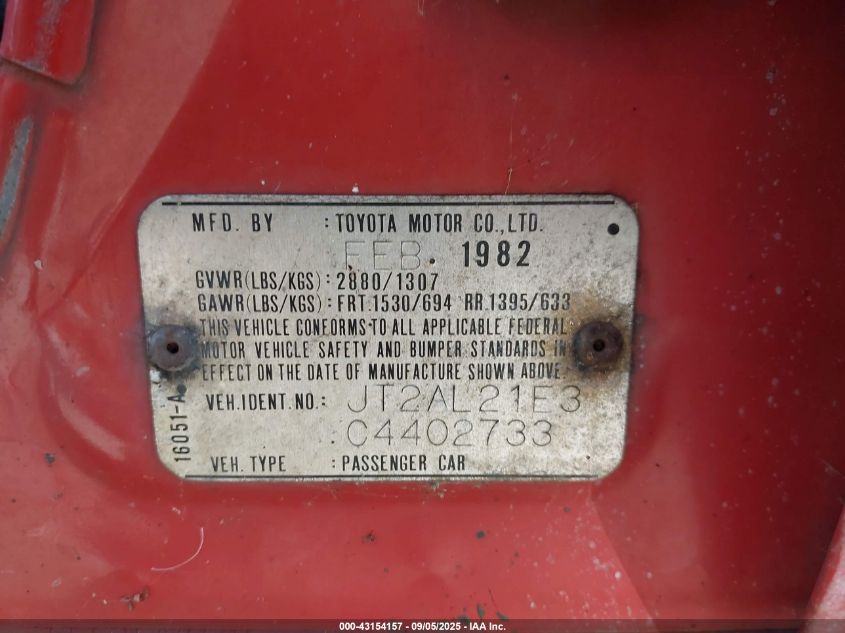 MFD. BY : TOYOTA MOTOR CO.,LTD.
FEB. 1982
GVWR(LBS/KGS): 2880/1307
GAWR(LBS/KGS): FRT.1530/694 RR.1395/633
THIS VEHICLE CONFORMS TO ALL APPLICABLE FEDERAL
MOTOR VEHICLE SAFETY AND BUMPER STANDARDS IN
EFFECT ON THE DATE OF MANUFACTURE SHOWN ABOVE.
VEH.IDENT.NO.: JT2AL21E3
:C4402733
VEH. TYPE : PASSENGER CAR
16051-A
000-43154157 - 09/05/2025 - IAA Inc.